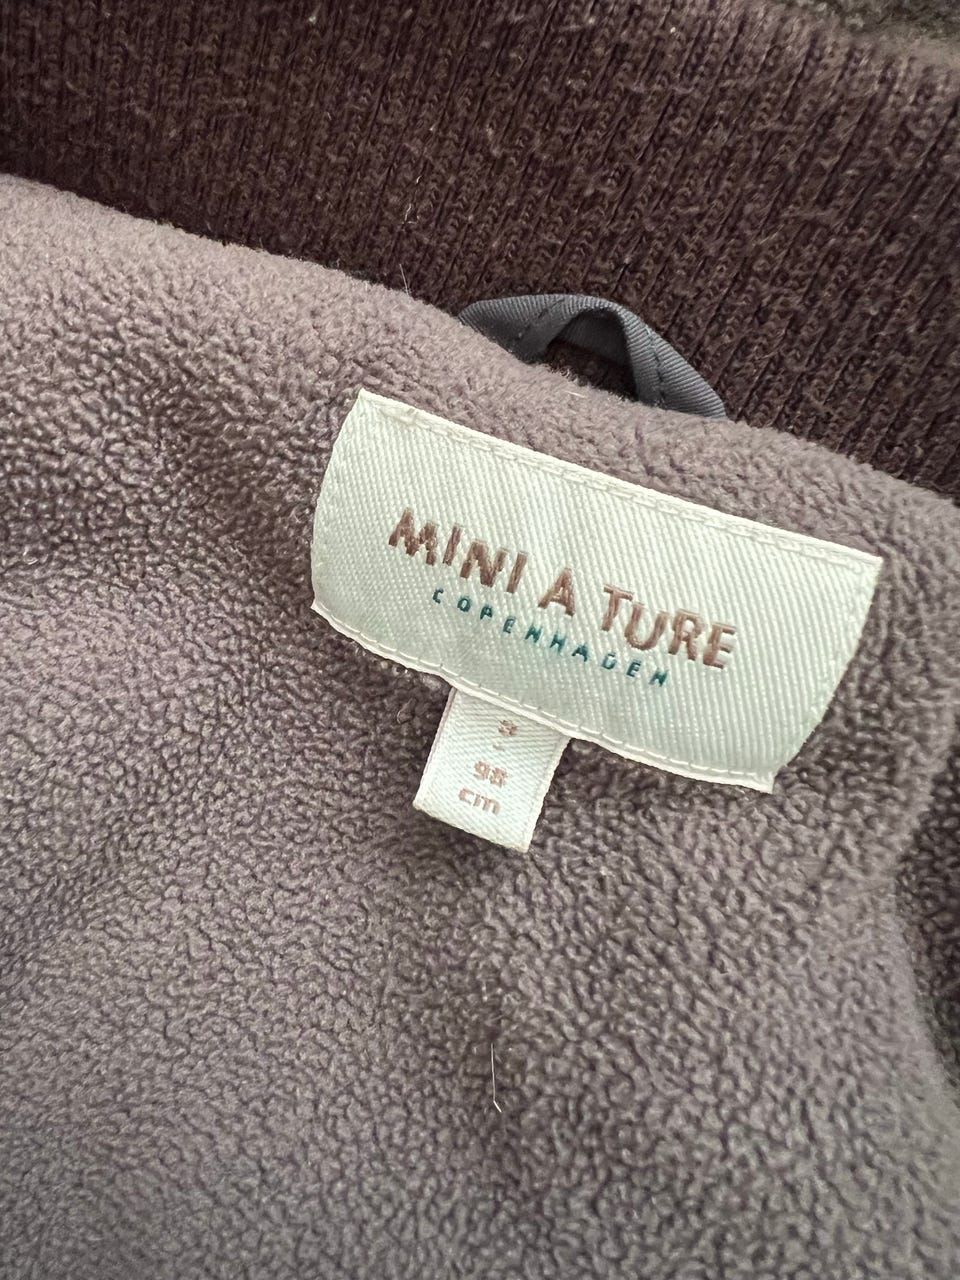 MINI A TURE
COPENHAGEN
98
cm